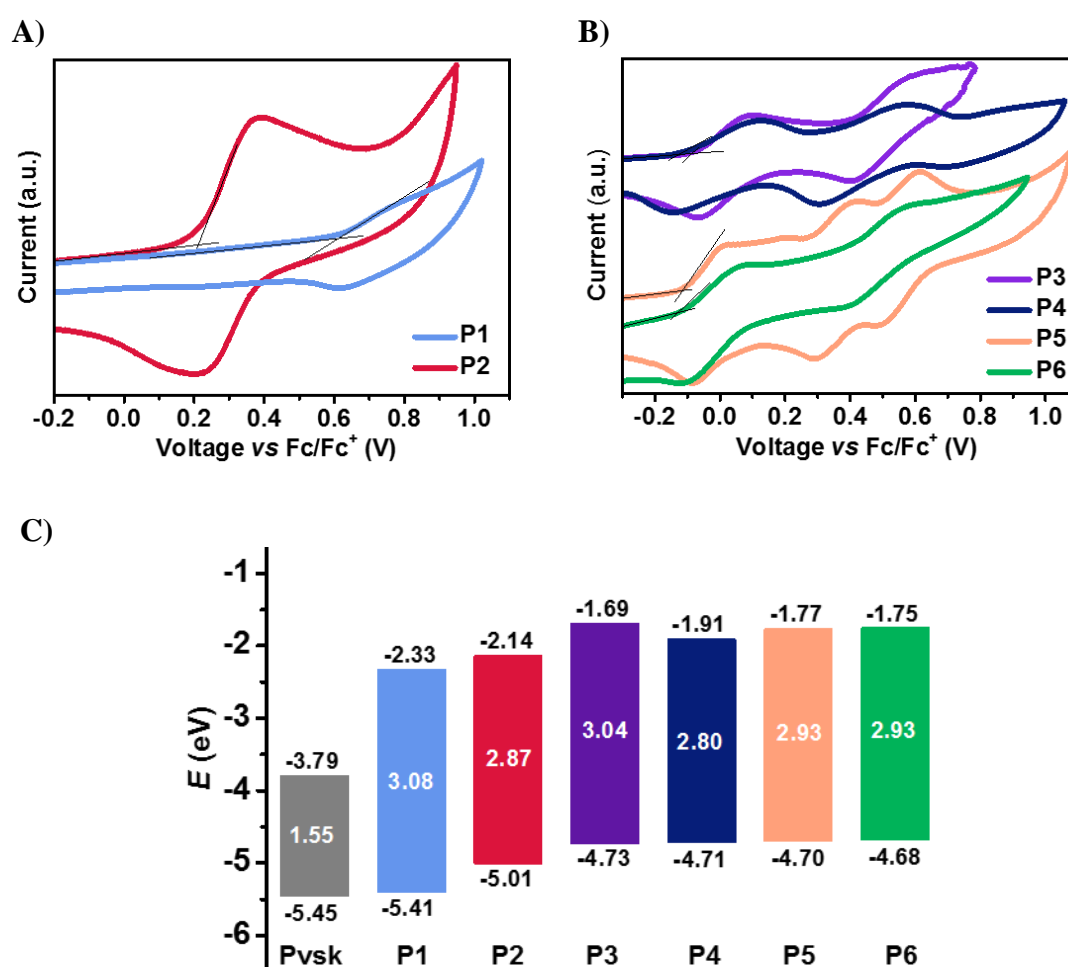 A)
Current (a.u.)
P1
P2
-0.2 0.0 0.2 0.4 0.6 0.8 1.0
Voltage vs Fc/Fc+ (V)
B)
Current (a.u.)
P3
P4
P5
P6
-0.2 0.0 0.2 0.4 0.6 0.8 1.0
Voltage vs Fc/Fc+ (V)
C)
E (eV)
-1
-2
-3
-4
-5
-6
-3.79
1.55
-5.45
-2.33
3.08
-5.41
-2.14
2.87
-5.01
-1.69
3.04
-4.73
-1.91
2.80
-4.71
-1.77
2.93
-4.70
-1.75
2.93
-4.68
Pvsk P1 P2 P3 P4 P5 P6